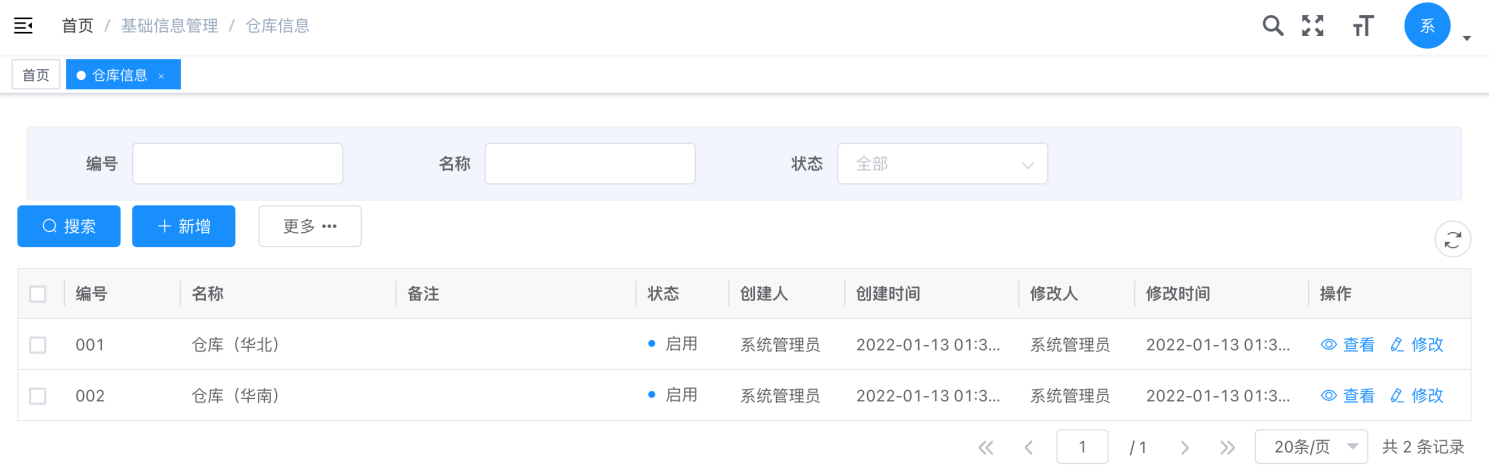 首页 / 基础信息管理 / 仓库信息
系
首页 仓库信息 ×
编号 名称 状态 全部
搜索 新增 更多 •••
编号 名称 备注 状态 创建人 创建时间 修改人 修改时间 操作
001 仓库（华北） 启用 系统管理员 2022-01-13 01:3... 系统管理员 2022-01-13 01:3... 查看 修改
002 仓库（华南） 启用 系统管理员 2022-01-13 01:3... 系统管理员 2022-01-13 01:3... 查看 修改
1 / 1 20条/页 共 2 条记录